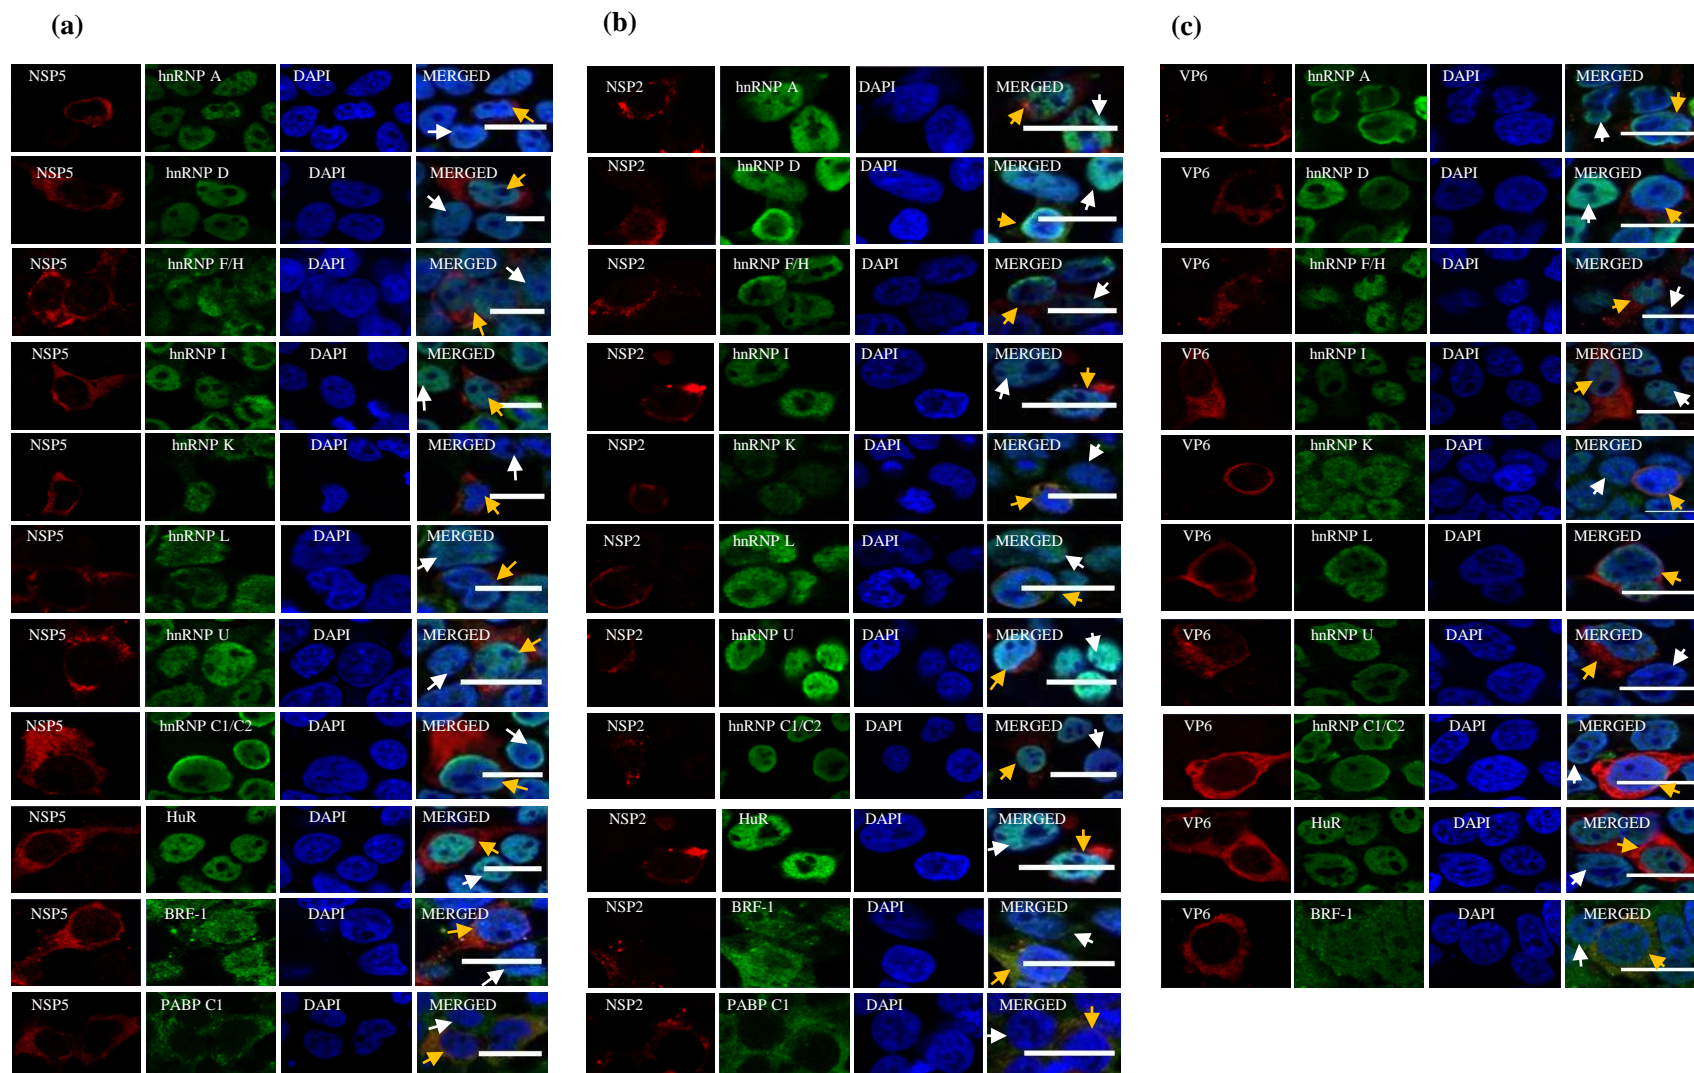 (a)
(b)
(c)
NSP5 hnRNP A DAPI MERGED
NSP5 hnRNP D DAPI MERGED
NSP5 hnRNP F/H DAPI MERGED
NSP5 hnRNP I DAPI MERGED
NSP5 hnRNP K DAPI MERGED
NSP5 hnRNP L DAPI MERGED
NSP5 hnRNP U DAPI MERGED
NSP5 hnRNP C1/C2 DAPI MERGED
NSP5 HuR DAPI MERGED
NSP5 BRF-1 DAPI MERGED
NSP5 PABP C1 DAPI MERGED
NSP2 hnRNP A DAPI MERGED
NSP2 hnRNP D DAPI MERGED
NSP2 hnRNP F/H DAPI MERGED
NSP2 hnRNP I DAPI MERGED
NSP2 hnRNP K DAPI MERGED
NSP2 hnRNP L DAPI MERGED
NSP2 hnRNP U DAPI MERGED
NSP2 hnRNP C1/C2 DAPI MERGED
NSP2 HuR DAPI MERGED
NSP2 BRF-1 DAPI MERGED
NSP2 PABP C1 DAPI MERGED
VP6 hnRNP A DAPI MERGED
VP6 hnRNP D DAPI MERGED
VP6 hnRNP F/H DAPI MERGED
VP6 hnRNP I DAPI MERGED
VP6 hnRNP K DAPI MERGED
VP6 hnRNP L DAPI MERGED
VP6 hnRNP U DAPI MERGED
VP6 hnRNP C1/C2 DAPI MERGED
VP6 HuR DAPI MERGED
VP6 BRF-1 DAPI MERGED